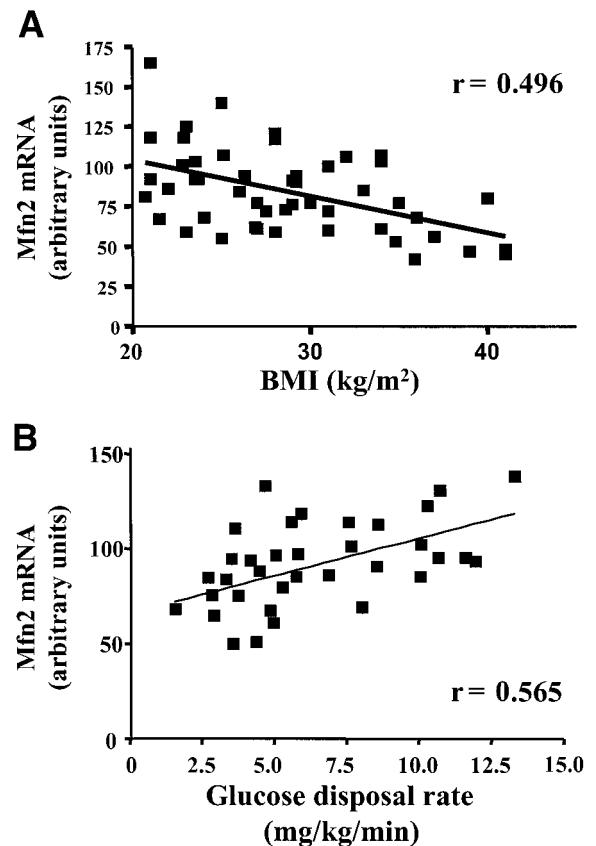 A
Mfn2 mRNA
(arbitrary units)
175
150
125
100
75
50
25
0
r = 0.496
20
30
40
BMI (kg/m²)
B
Mfn2 mRNA
(arbitrary units)
150
100
50
0
r = 0.565
0
2.5
5.0
7.5
10.0
12.5
15.0
Glucose disposal rate
(mg/kg/min)